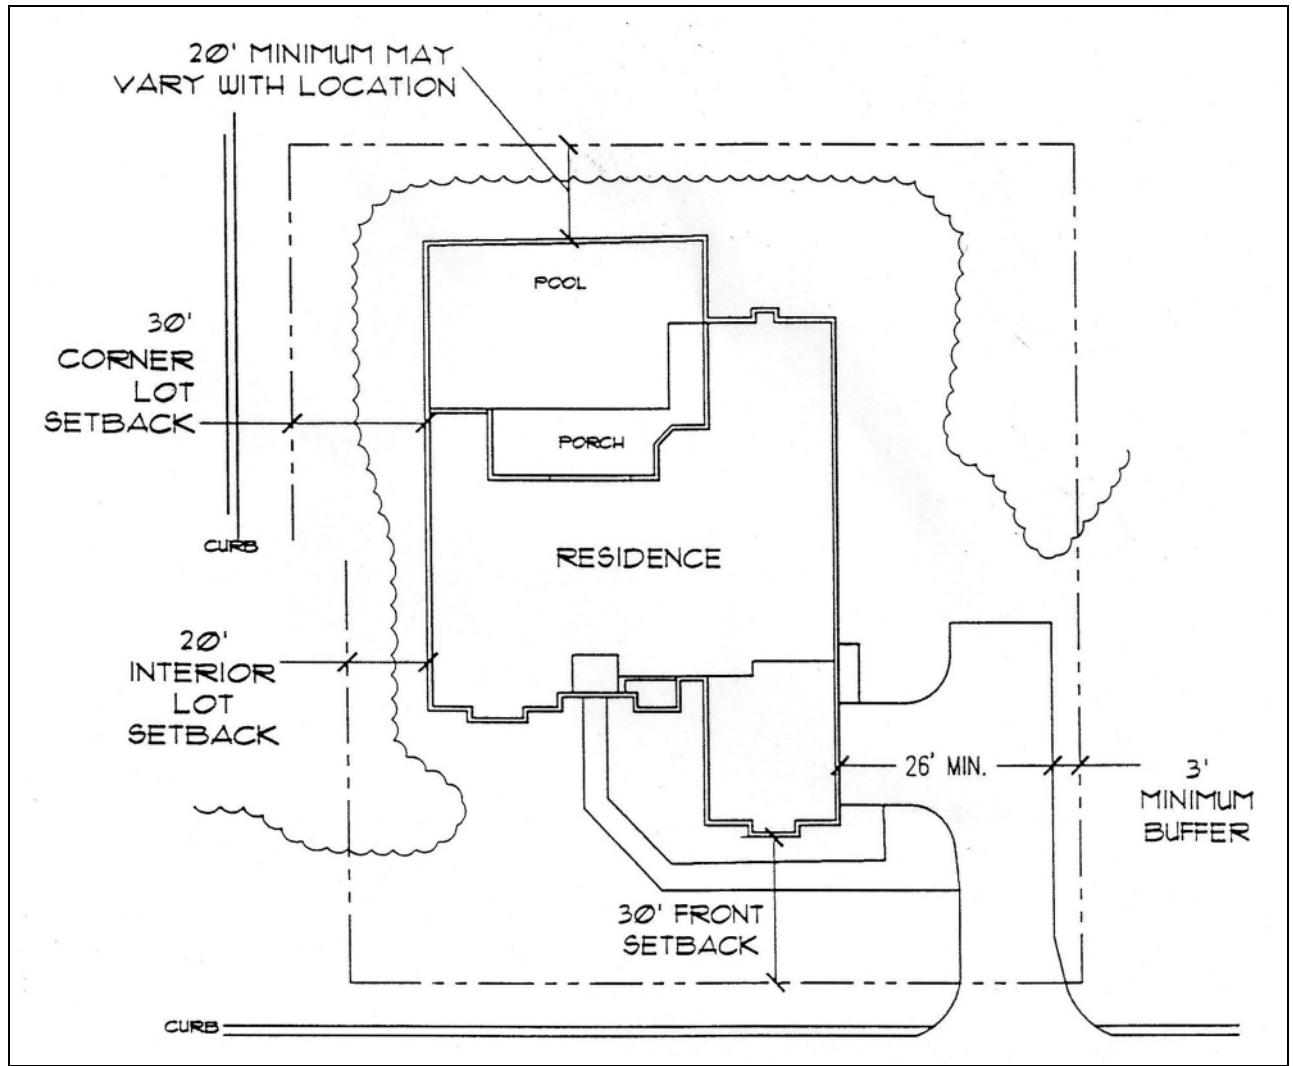 20' MINIMUM MAY
VARY WITH LOCATION
POOL
30'
CORNER
LOT
SETBACK
PORCH
CURB
RESIDENCE
20'
INTERIOR
LOT
SETBACK
26' MIN.
3'
MINIMUM
BUFFER
30' FRONT
SETBACK
CURB